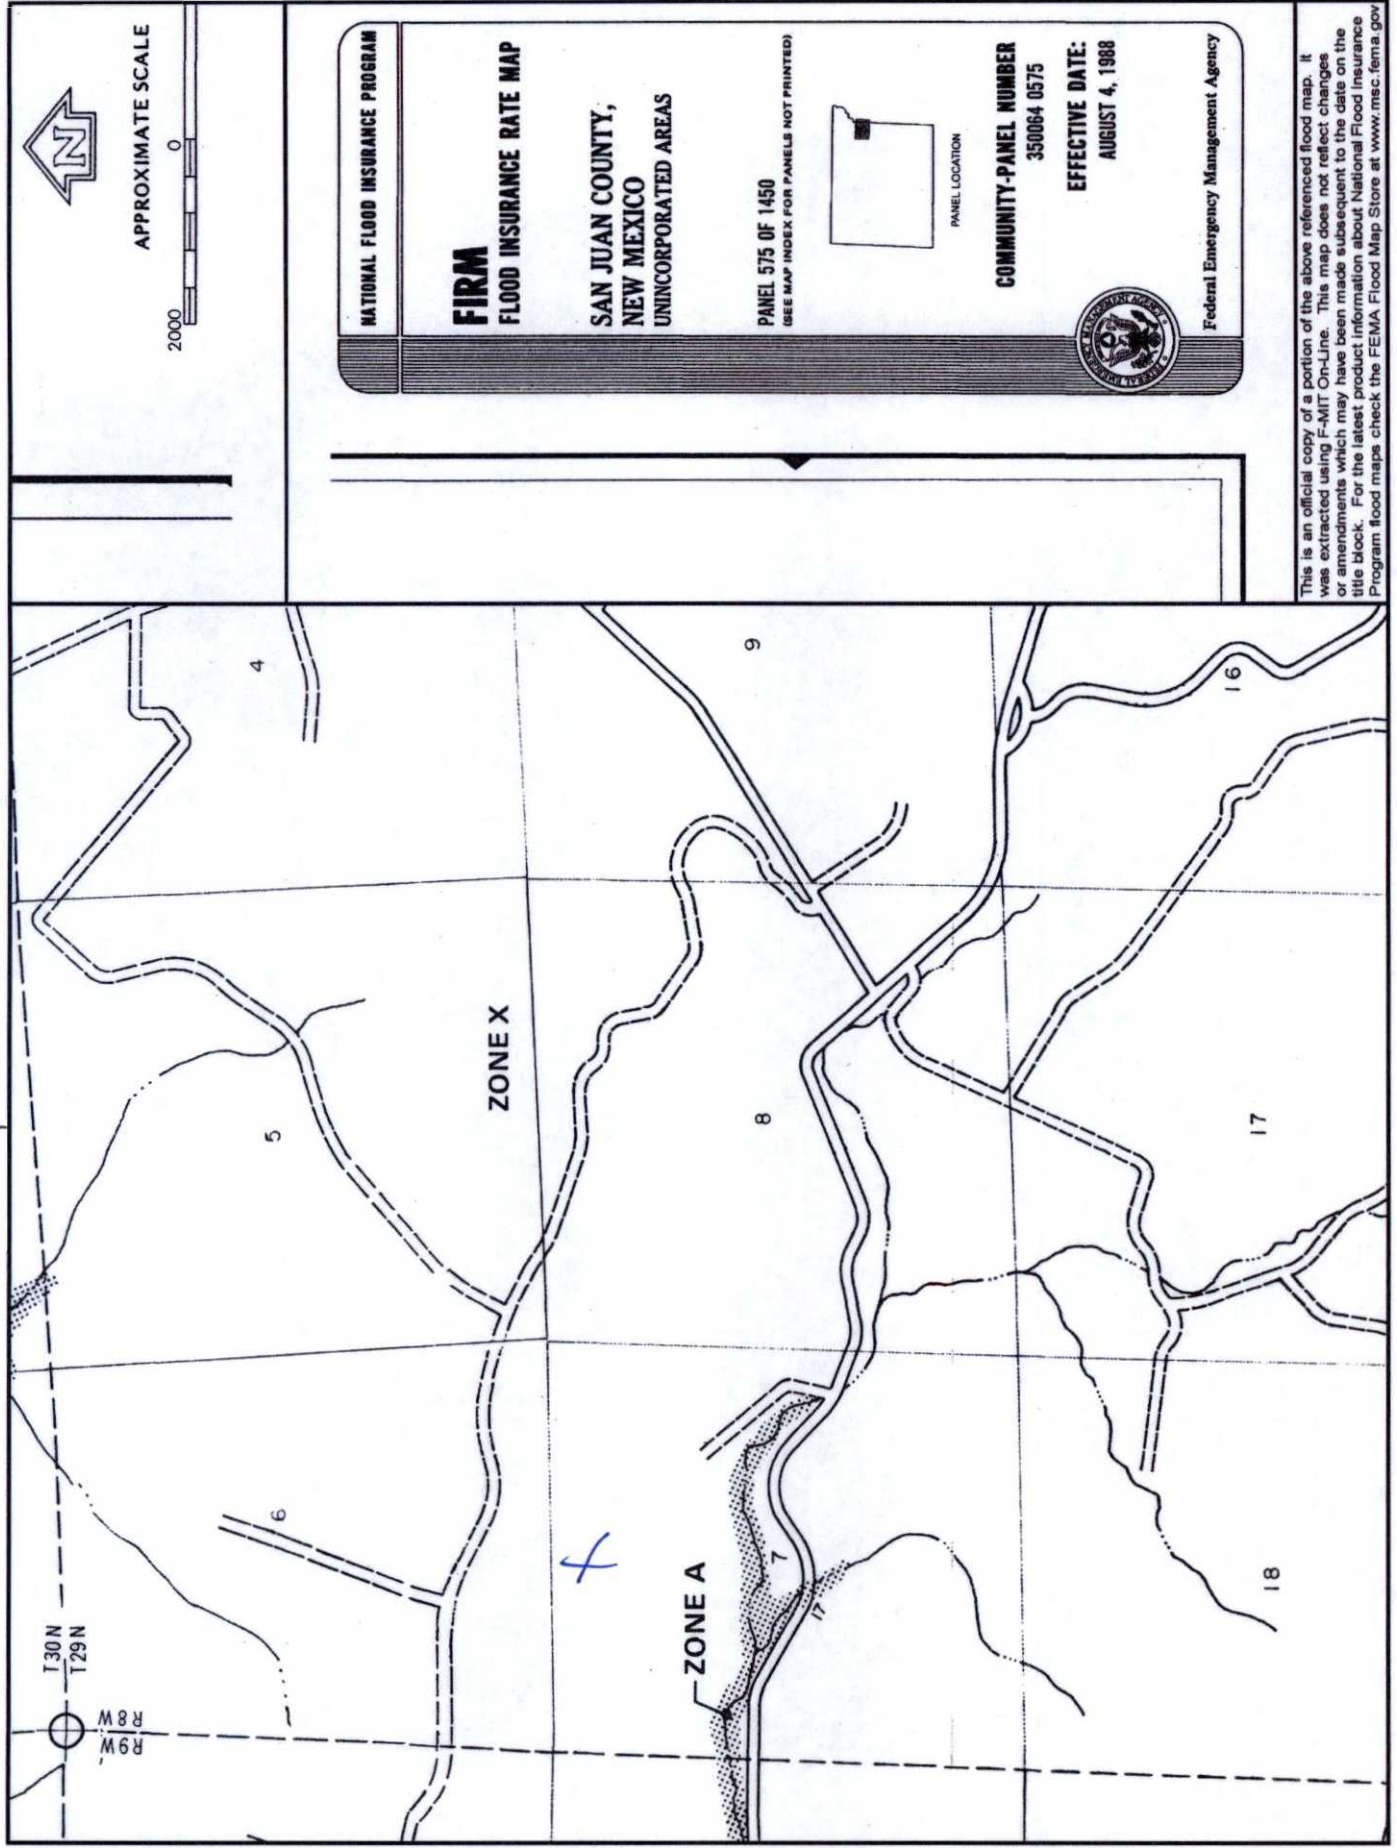 APPROXIMATE SCALE
2000 0
N
NATIONAL FLOOD INSURANCE PROGRAM
FIRM
FLOOD INSURANCE RATE MAP
SAN JUAN COUNTY,
NEW MEXICO
UNINCORPORATED AREAS
PANEL 575 OF 1450
(SEE MAP INDEX FOR PANELS NOT PRINTED)
PANEL LOCATION
COMMUNITY-PANEL NUMBER
350064 0575
EFFECTIVE DATE:
AUGUST 4, 1988
FEDERAL EMERGENCY MANAGEMENT AGENCY
Federal Emergency Management Agency
This is an official copy of a portion of the above referenced flood map. It
was extracted using F-MIT On-Line. This map does not reflect changes
or amendments which may have been made subsequent to the date on the
title block. For the latest product information about National Flood Insurance
Program flood maps check the FEMA Flood Map Store at www.msc.fema.gov
T30N
T29N
R9W
R8W
6
5
4
ZONE X
ZONE A
7
17
8
9
18
17
16